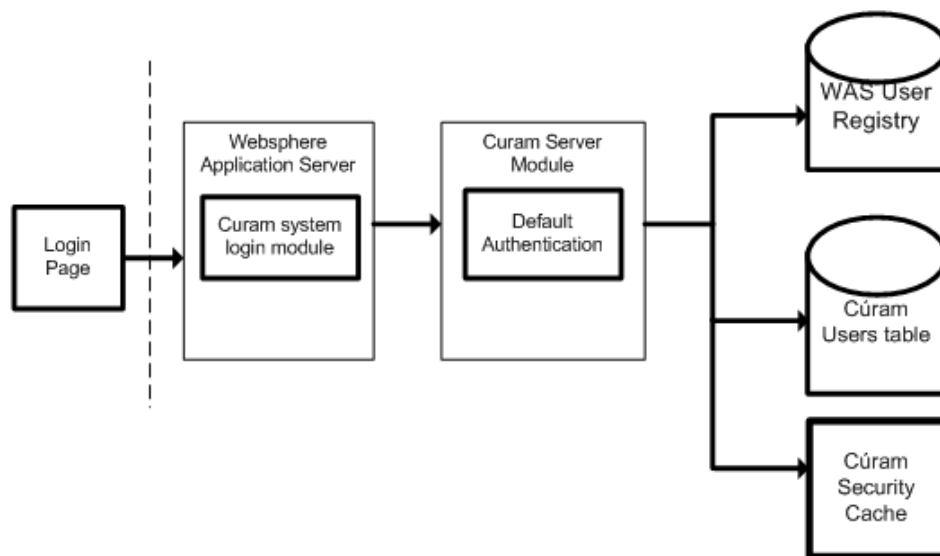 Login
Page
Websphere
Application Server
Curam system
login module
Curam Server
Module
Default
Authentication
WAS User
Registry
Cúram
Users table
Cúram
Security
Cache